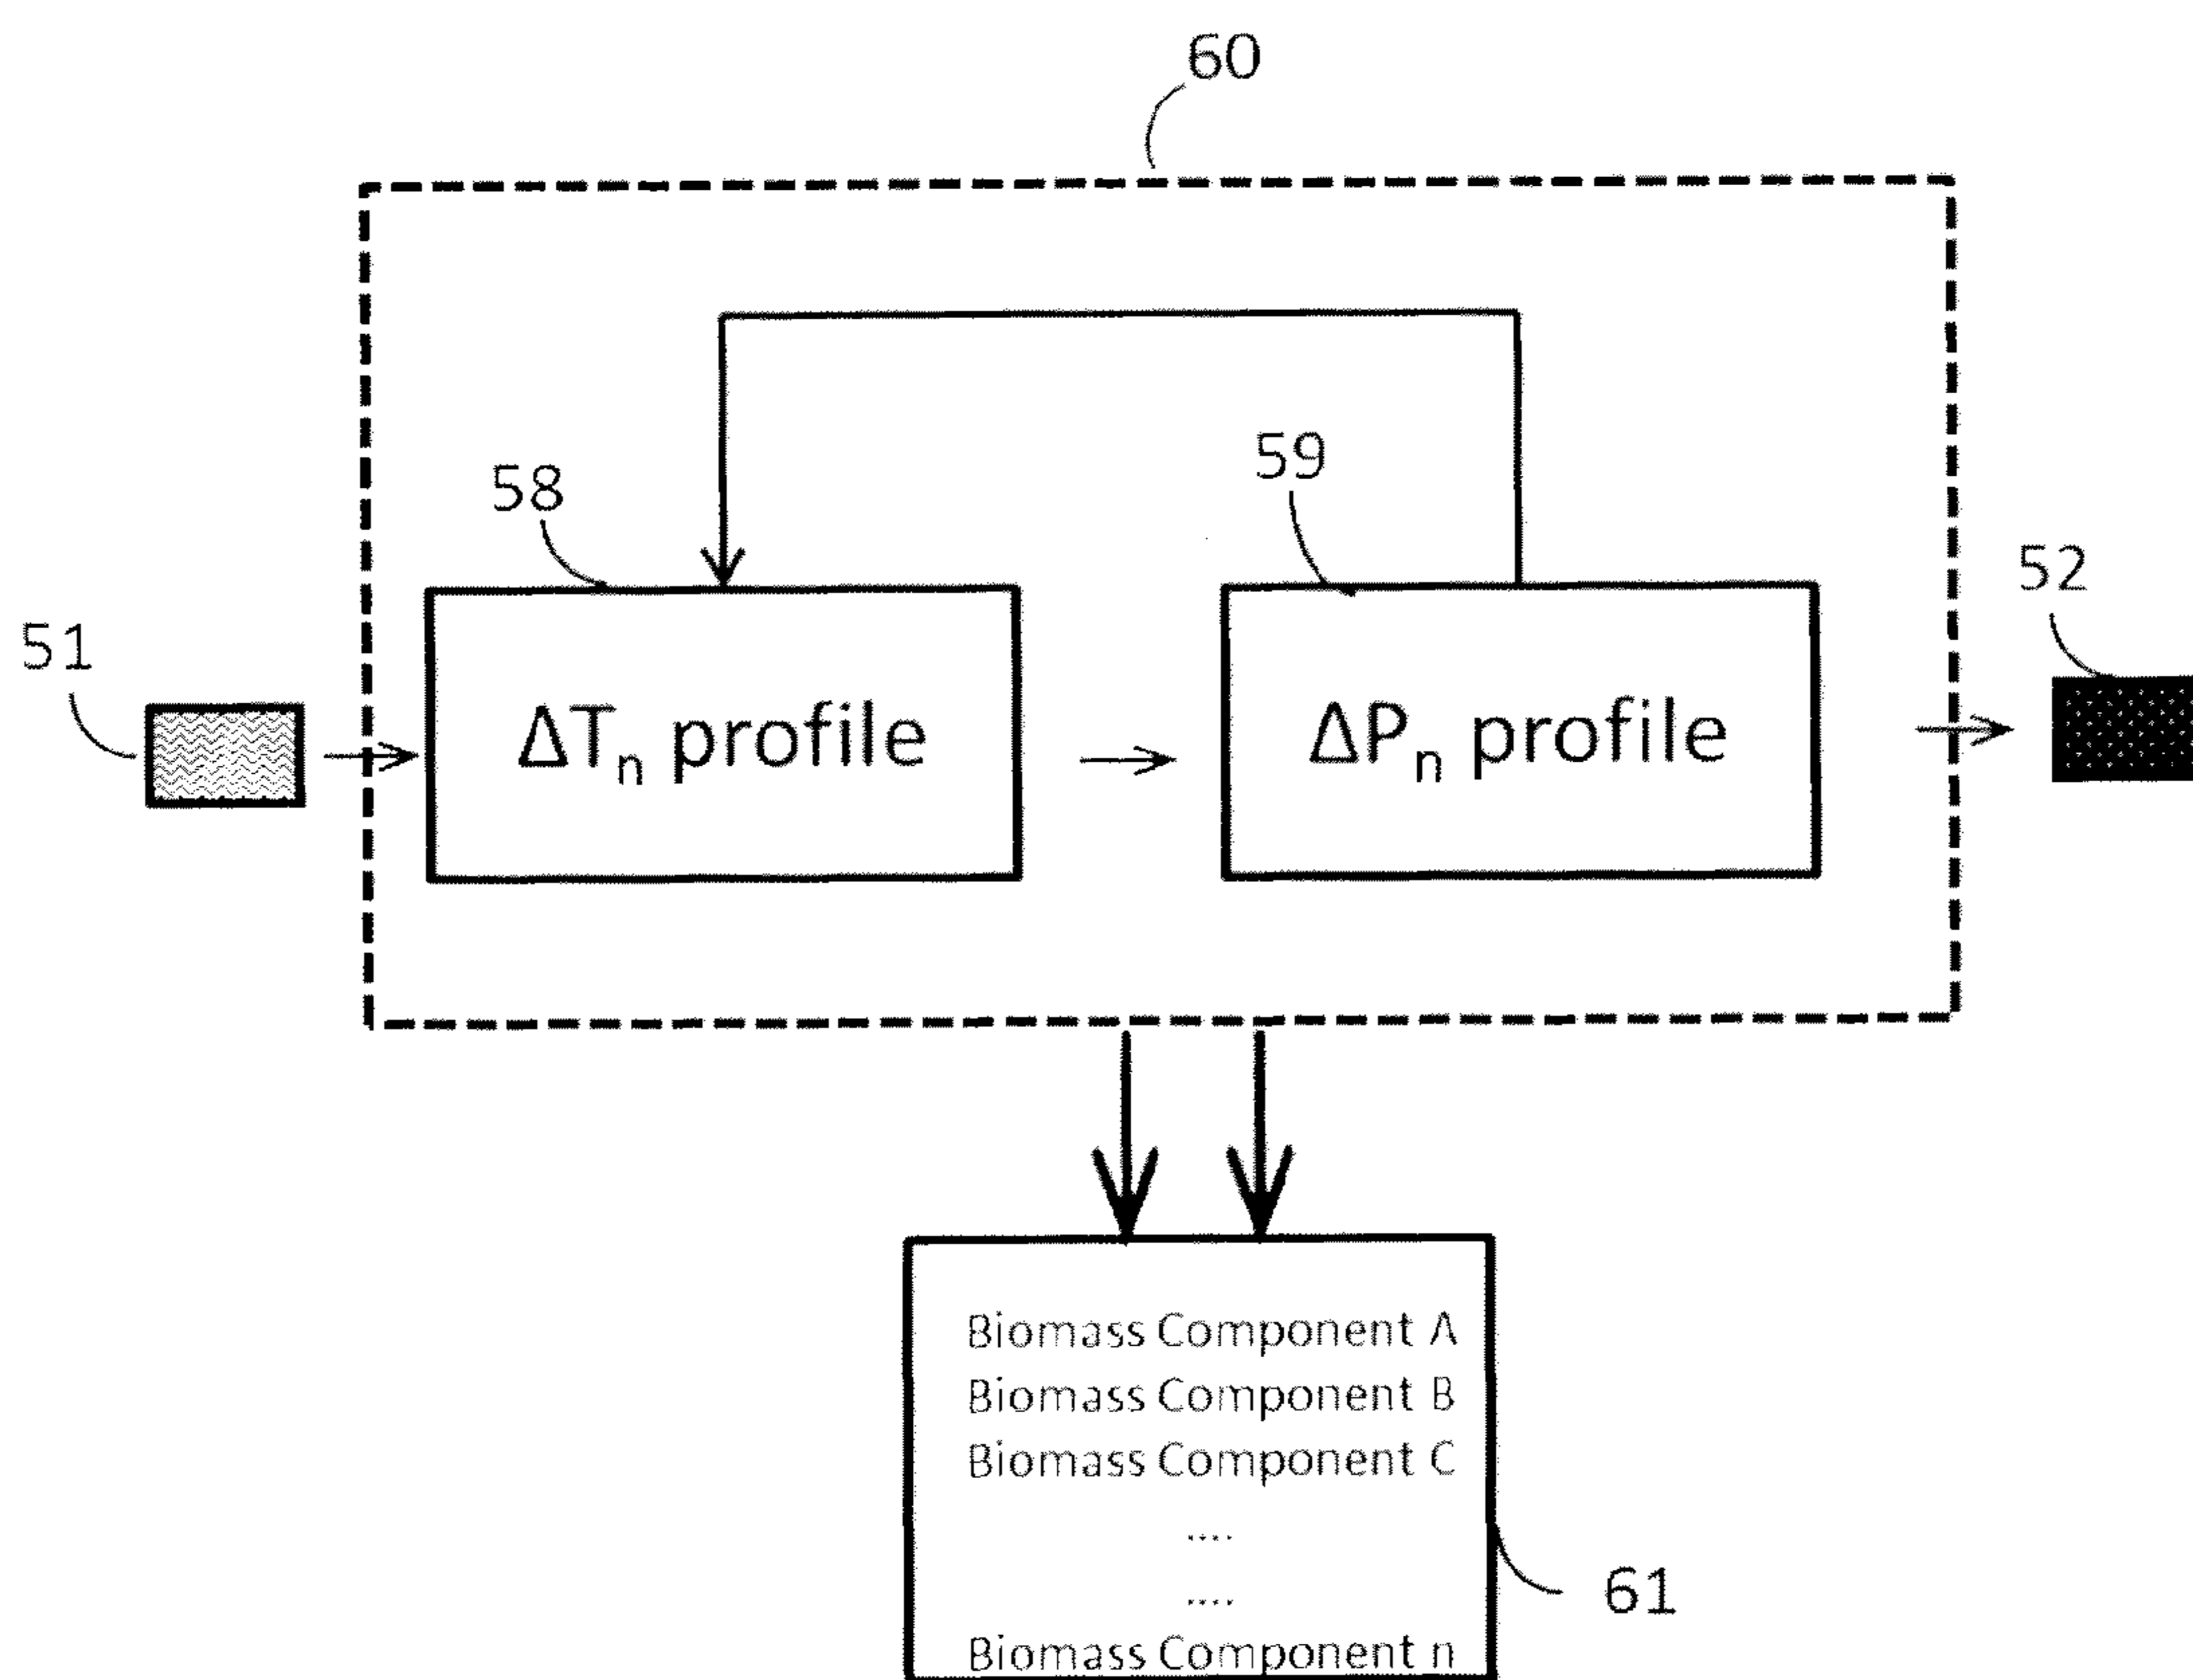 60
59
58
52
51
ΔTₙ profile
ΔPₙ profile
Biomass Component A
Biomass Component B
Biomass Component C
....
....
61
Biomass Component n